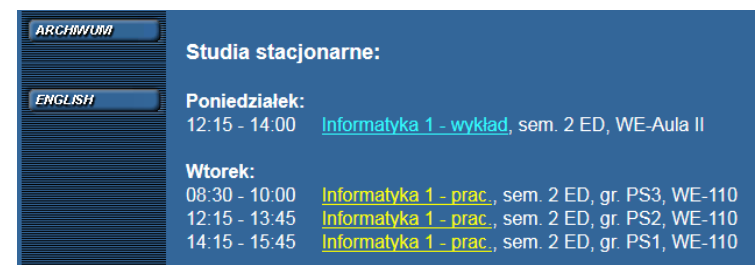 ARCHIWUM
ENGLISH
Studia stacjonarne:
Poniedziałek:
12:15 - 14:00 Informatyka 1 - wykład, sem. 2 ED, WE-Aula II
Wtorek:
08:30 - 10:00 Informatyka 1 - prac., sem. 2 ED, gr. PS3, WE-110
12:15 - 13:45 Informatyka 1 - prac., sem. 2 ED, gr. PS2, WE-110
14:15 - 15:45 Informatyka 1 - prac., sem. 2 ED, gr. PS1, WE-110